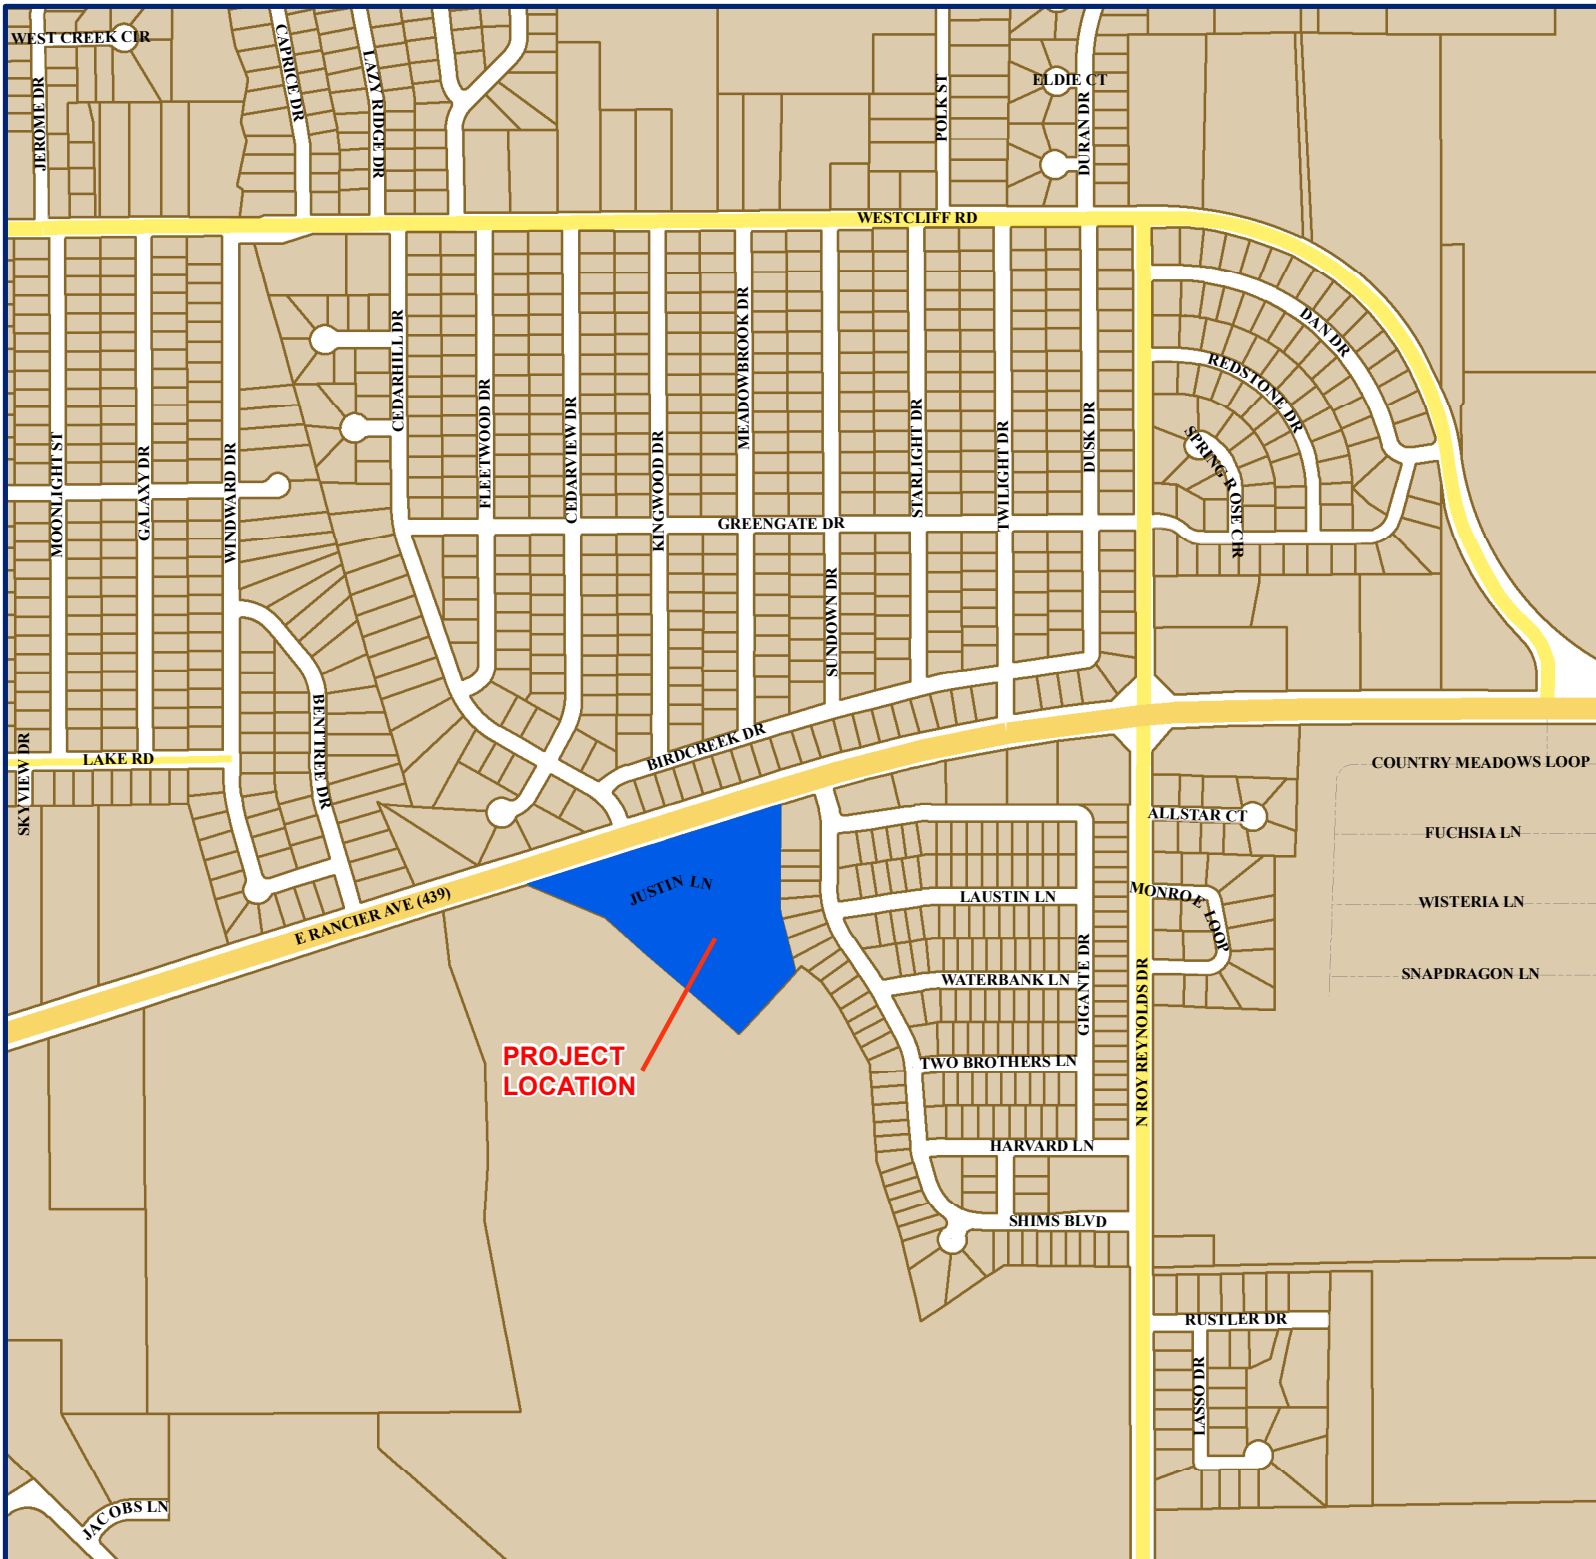 WEST CREEK CIR
JEROME DR
CAPRICE DR
LAZY RIDGE DR
POLK ST
ELDIE CT
DURAN DR
WESTCLIFF RD
DAN DR
REDSTONE DR
SPRING ROSE CIR
MOONLIGHT ST
GALAXY DR
WINDWARD DR
CEDARHILL DR
FLEETWOOD DR
CEDARVIEW DR
KINGWOOD DR
MEADOWBROOK DR
SUNDOWN DR
STARLIGHT DR
TWILIGHT DR
DUSK DR
GREENGATE DR
BENTTREE DR
LAKE RD
SKYVIEW DR
BIRDCREEK DR
COUNTRY MEADOWS LOOP
ALLSTAR CT
FUCHSIA LN
JUSTIN LN
LAUSTIN LN
MONROE LOOP
WISTERIA LN
E RANCIER AVE (439)
WATERBANK LN
GIGANTE DR
N ROY REYNOLDS DR
SNAPDRAGON LN
PROJECT
LOCATION
TWO BROTHERS LN
HARVARD LN
SHIMS BLVD
RUSTLER DR
LASSO DR
JACOBS LN